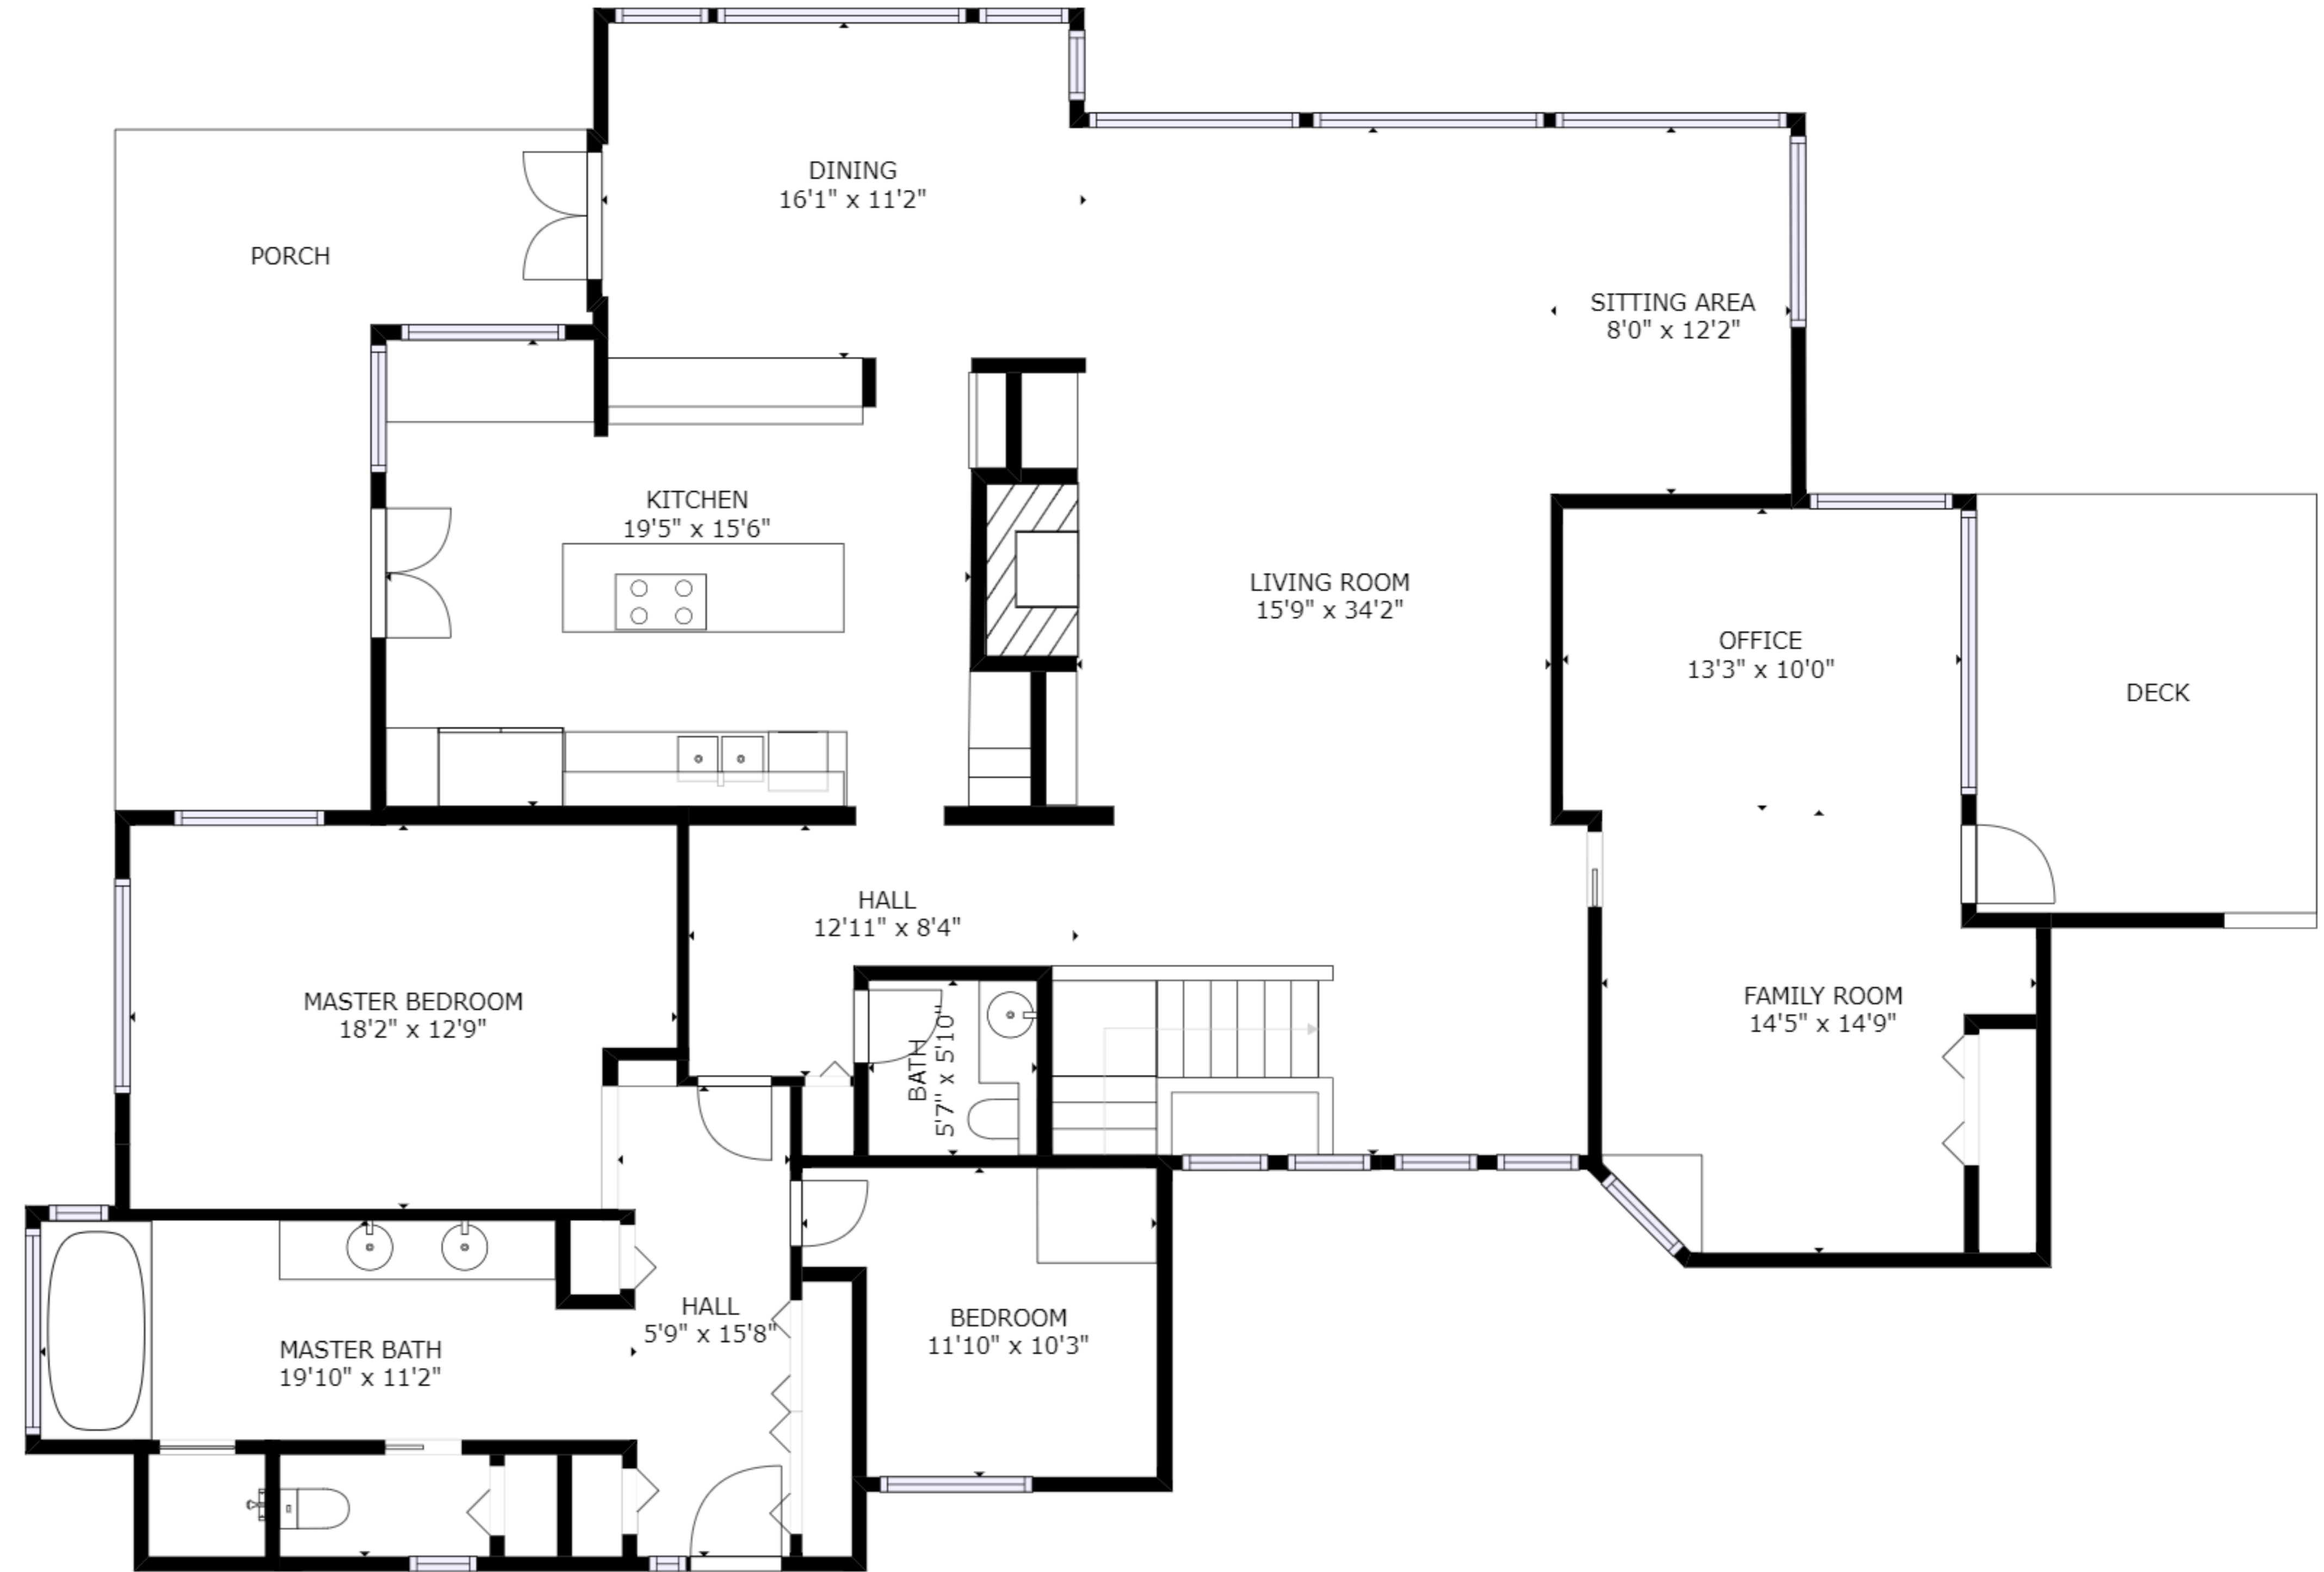 DINING
16'1" x 11'2"
PORCH
SITTING AREA
8'0" x 12'2"
KITCHEN
19'5" x 15'6"
LIVING ROOM
15'9" x 34'2"
OFFICE
13'3" x 10'0"
DECK
HALL
12'11" x 8'4"
MASTER BEDROOM
18'2" x 12'9"
FAMILY ROOM
14'5" x 14'9"
BATH
5'7" x 5'10"
HALL
5'9" x 15'8"
BEDROOM
11'10" x 10'3"
MASTER BATH
19'10" x 11'2"